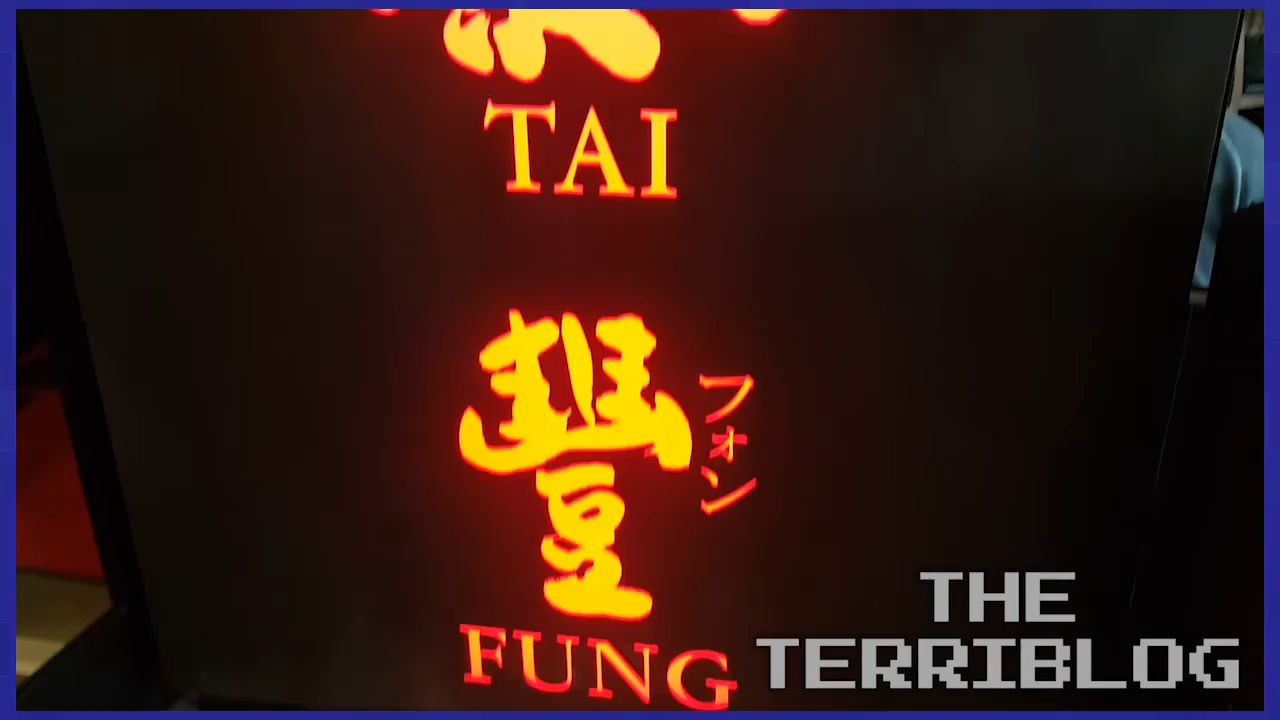 TAI
豐
フォン
FUNG
THE
TERRIBLOG